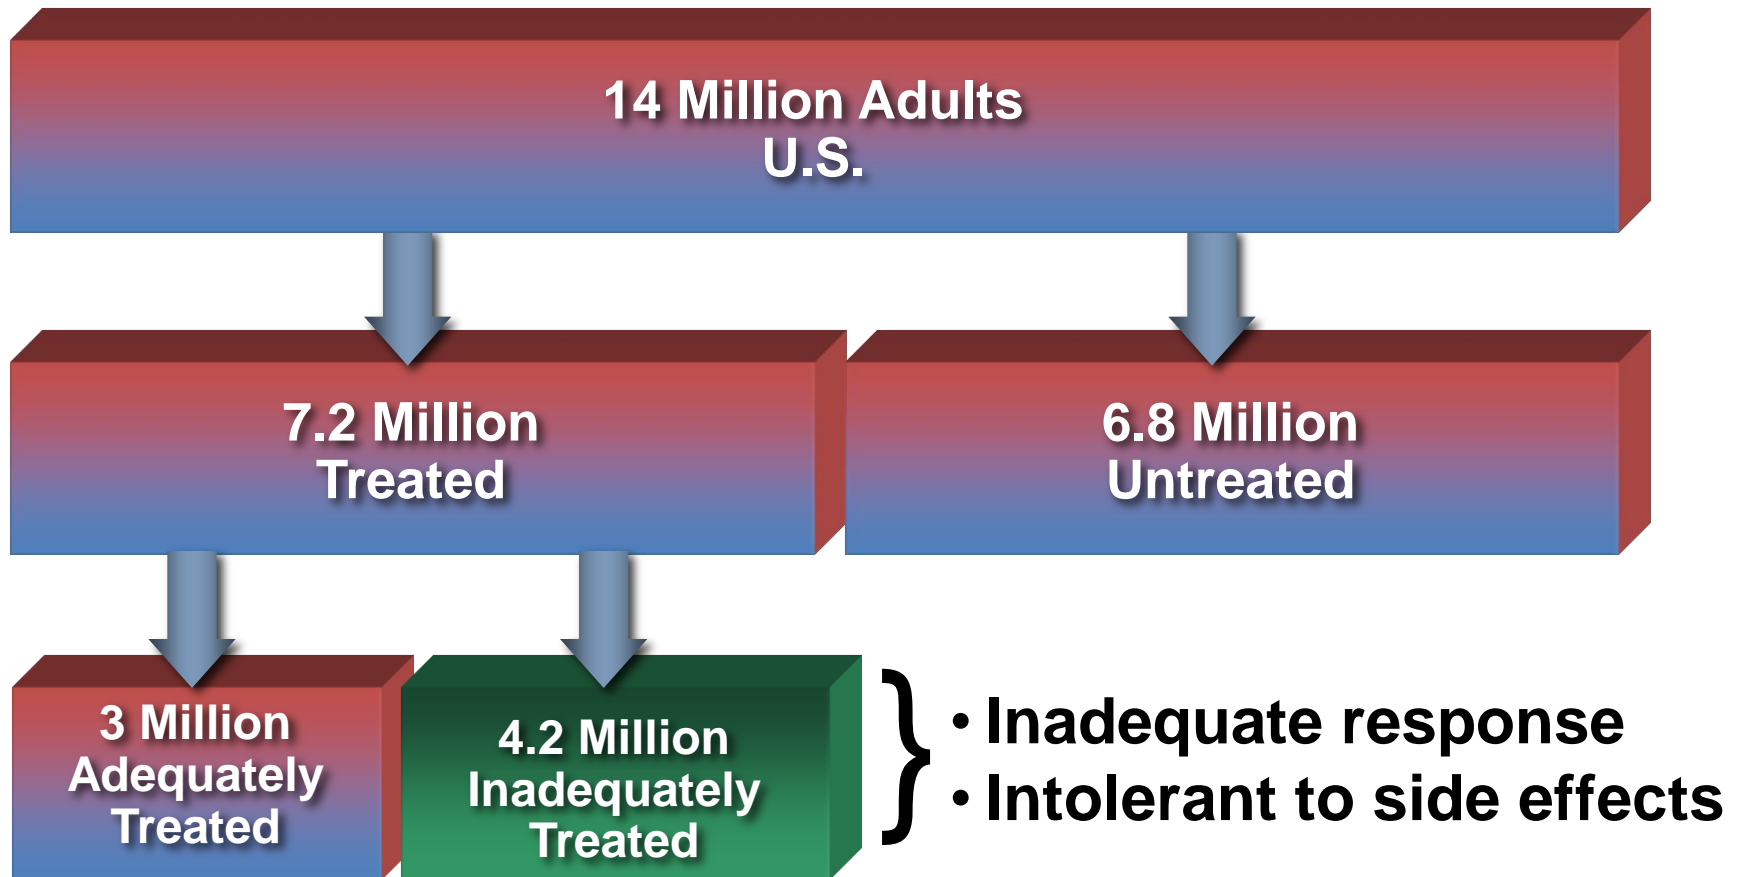 14 Million Adults
U.S.
7.2 Million
Treated
6.8 Million
Untreated
3 Million
Adequately
Treated
4.2 Million
Inadequately
Treated
}
• Inadequate response
• Intolerant to side effects